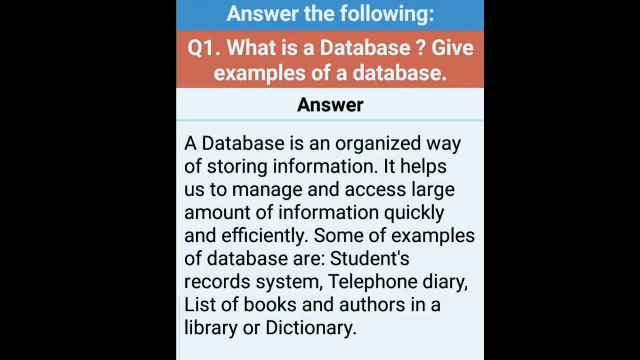 Answer the following:
Q1. What is a Database ? Give
examples of a database.
Answer
A Database is an organized way
of storing information. It helps
us to manage and access large
amount of information quickly
and efficiently. Some of examples
of database are: Student's
records system, Telephone diary,
List of books and authors in a
library or Dictionary.